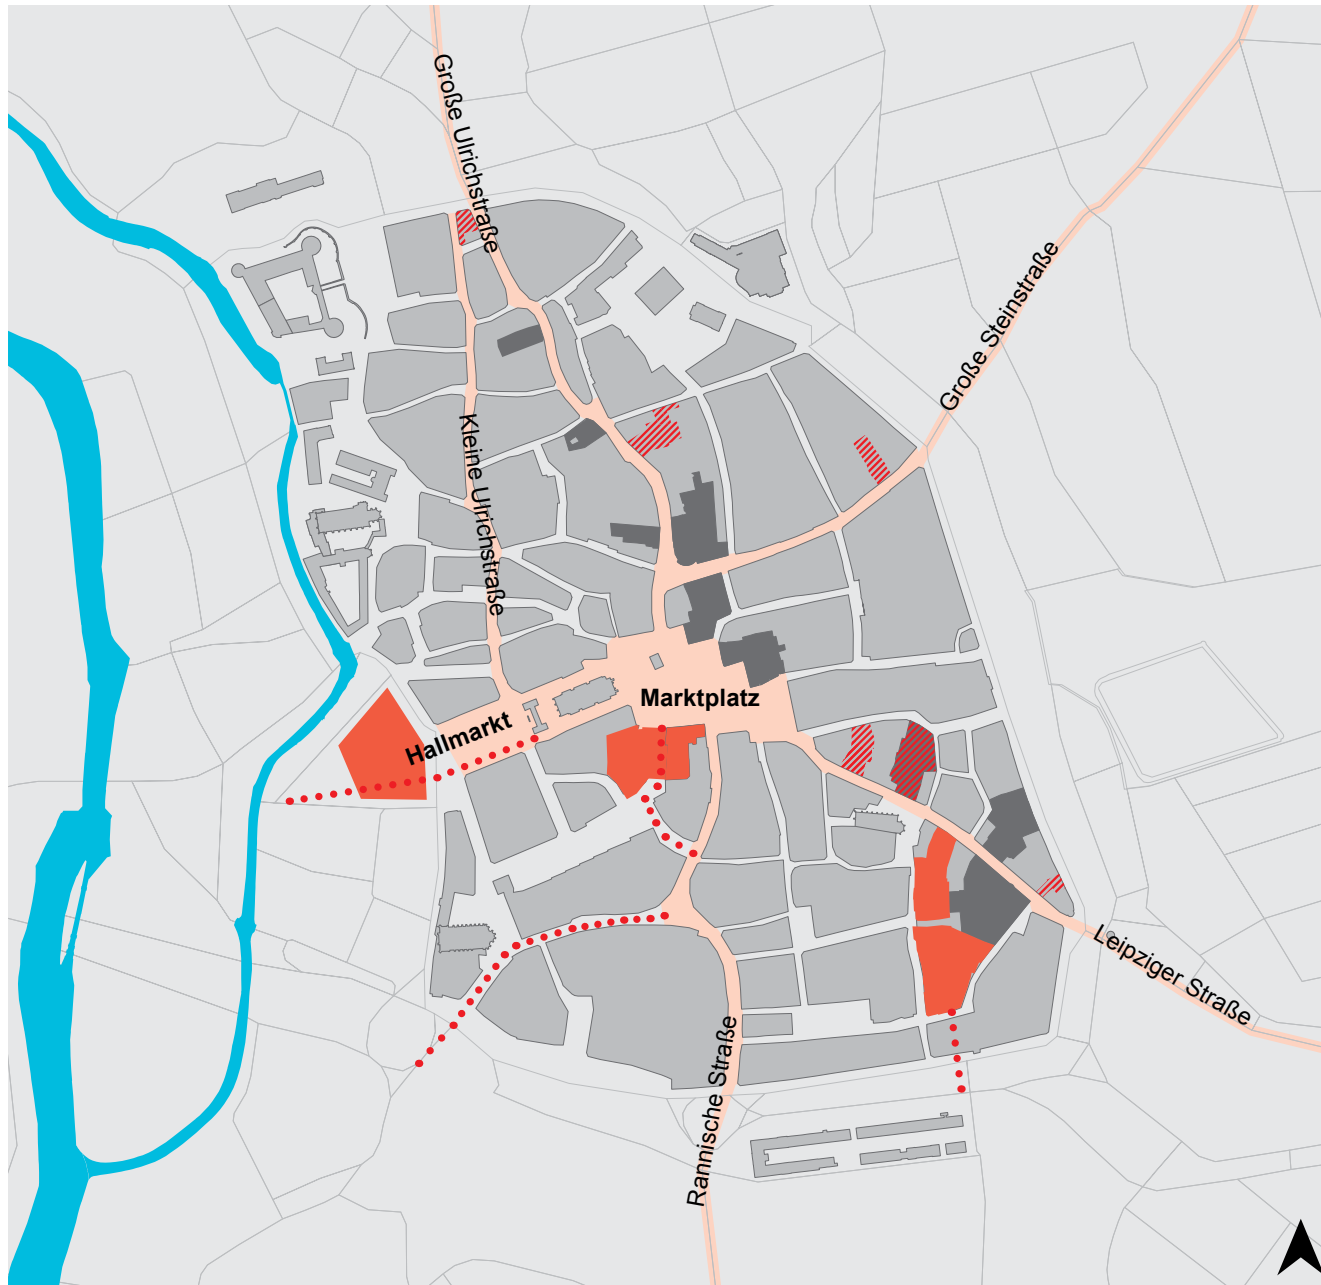 Große Ulrichstraße
Große Steinstraße
Kleine Ulrichstraße
Marktplatz
Hallmarkt
Leipziger Straße
Rannische Straße